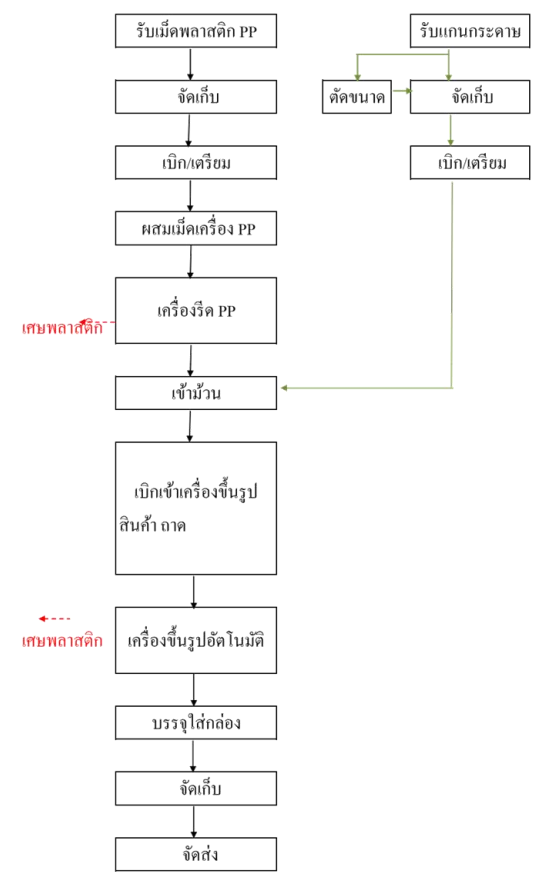 รับเม็ดพลาสติก PP
รับแกนกระดาษ
จัดเก็บ
ตัดขนาด
จัดเก็บ
เบิก/เตรียม
เบิก/เตรียม
ผสมเม็ดเครื่อง PP
เครื่องรีด PP
เศษพลาสติก
เข้าม้วน
เบิกเข้าเครื่องขึ้นรูป
สินค้า ถาด
เศษพลาสติก
เครื่องขึ้นรูปอัตโนมัติ
บรรจุใส่กล่อง
จัดเก็บ
จัดส่ง